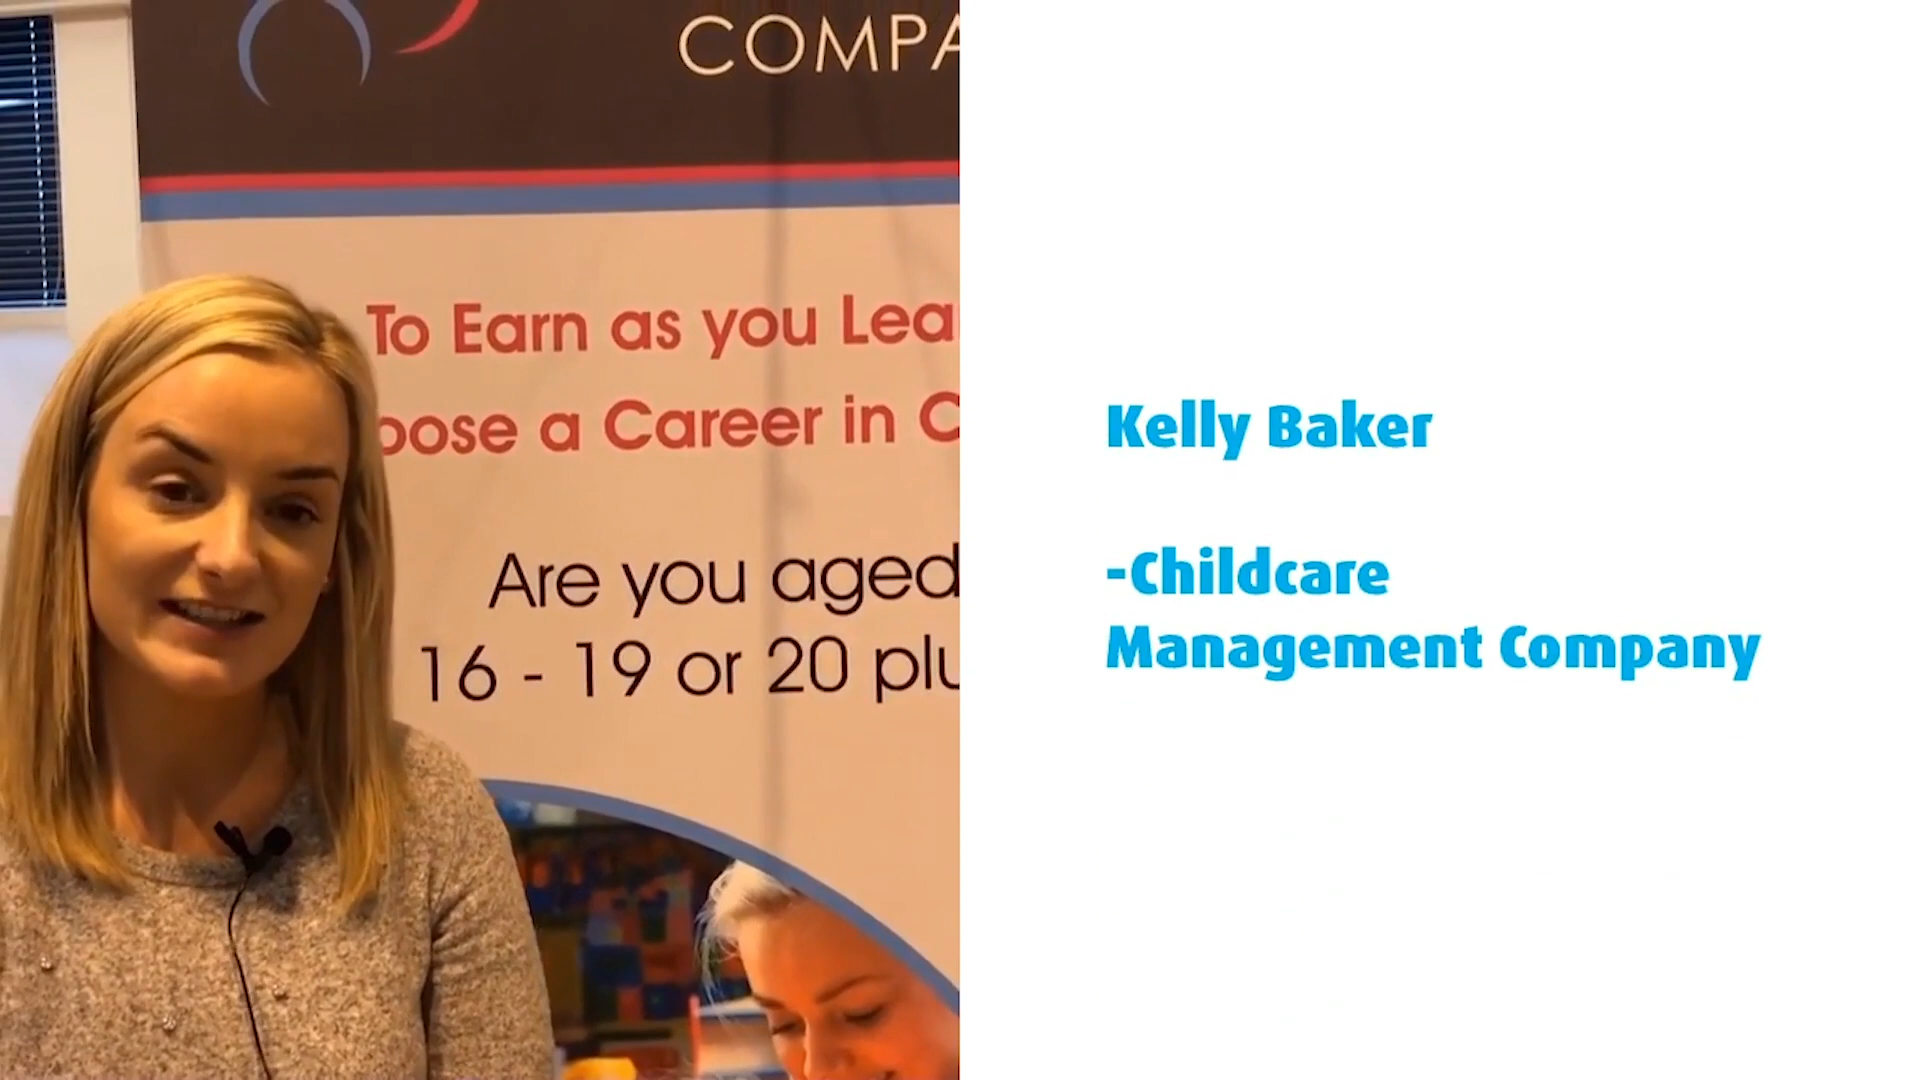 COMPA
To Earn as you Lea
oose a Career in C
Are you aged
16 - 19 or 20 plu
Kelly Baker
-Childcare
Management Company